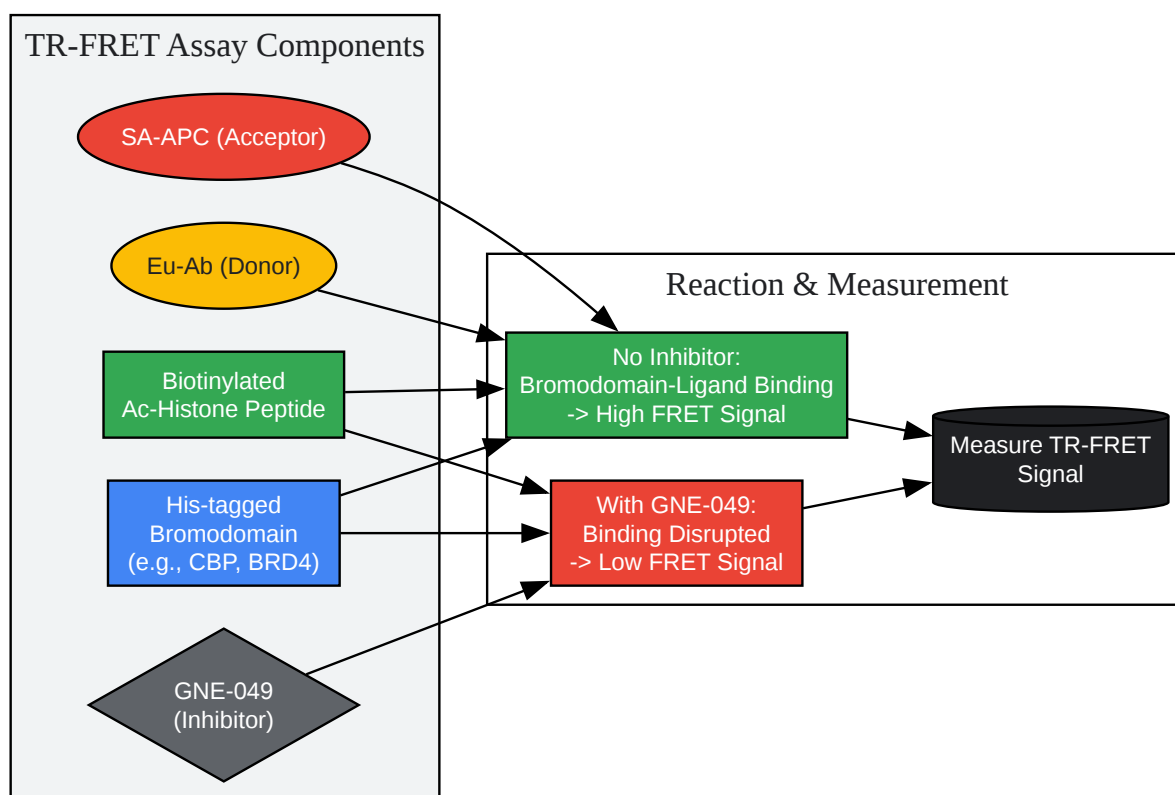 TR-FRET Assay Components
SA-APC (Acceptor)
Eu-Ab (Donor)
Biotinylated
Ac-Histone Peptide
His-tagged
Bromodomain
(e.g., CBP, BRD4)
GNE-049
(Inhibitor)
Reaction & Measurement
No Inhibitor:
Bromodomain-Ligand Binding
-> High FRET Signal
With GNE-049:
Binding Disrupted
-> Low FRET Signal
Measure TR-FRET
Signal